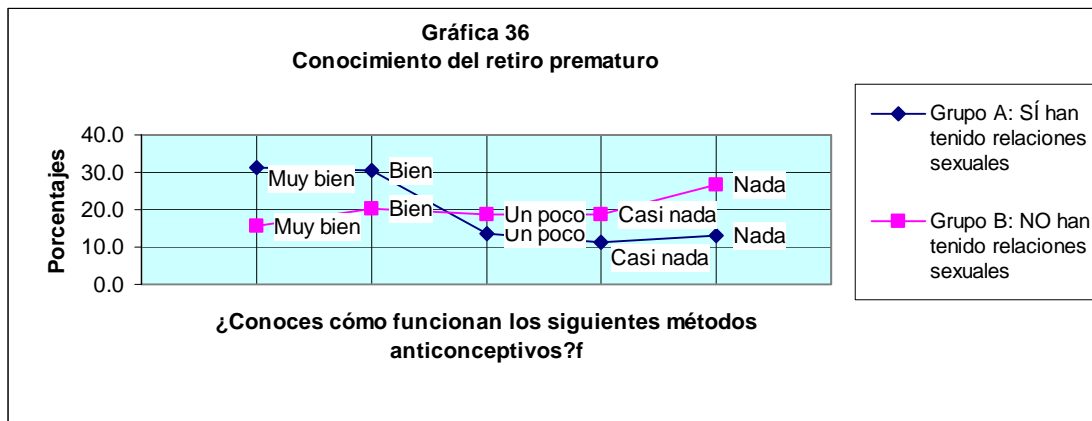 Gráfica 36
Conocimiento del retiro prematuro
Porcentajes
40.0
30.0
20.0
10.0
0.0
Muy bien
Bien
Un poco
Casi nada
Nada
Muy bien
Bien
Un poco
Casi nada
Nada
¿Conoces cómo funcionan los siguientes métodos
anticonceptivos?f
Grupo A: SÍ han
tenido relaciones
sexuales
Grupo B: NO han
tenido relaciones
sexuales